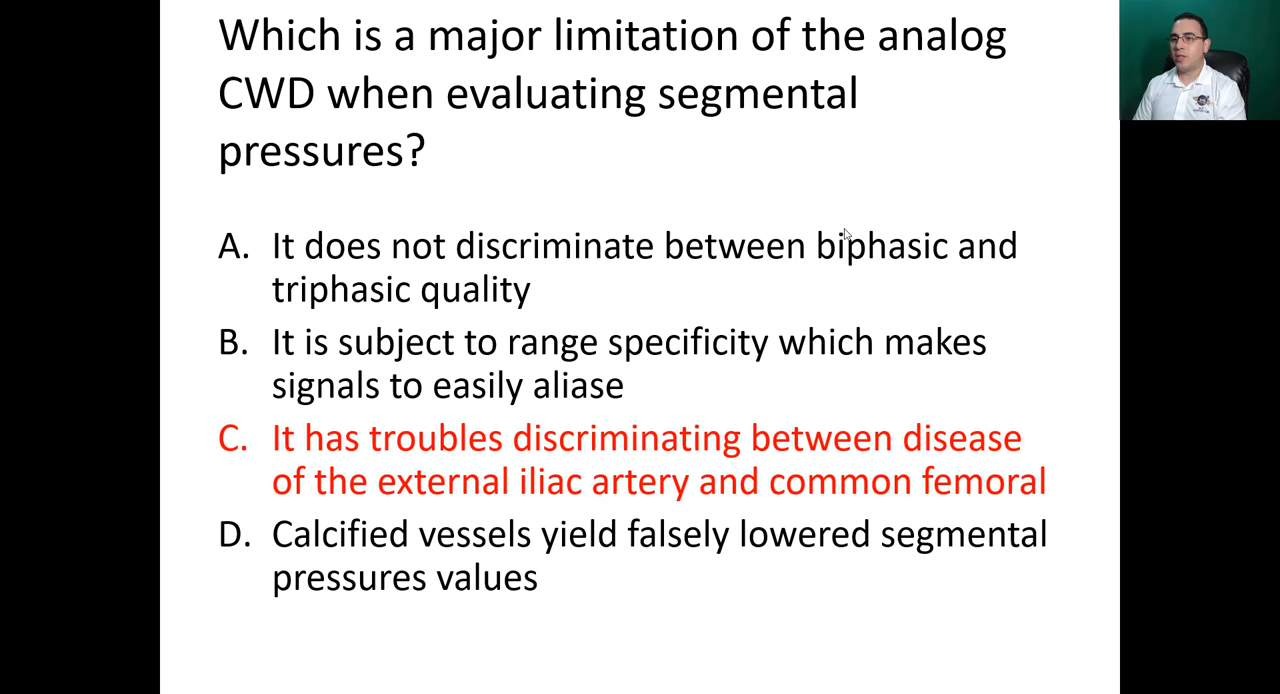 Which is a major limitation of the analog
CWD when evaluating segmental
pressures?
A. It does not discriminate between biphasic and
triphasic quality
B. It is subject to range specificity which makes
signals to easily aliase
C. It has troubles discriminating between disease
of the external iliac artery and common femoral
D. Calcified vessels yield falsely lowered segmental
pressures values